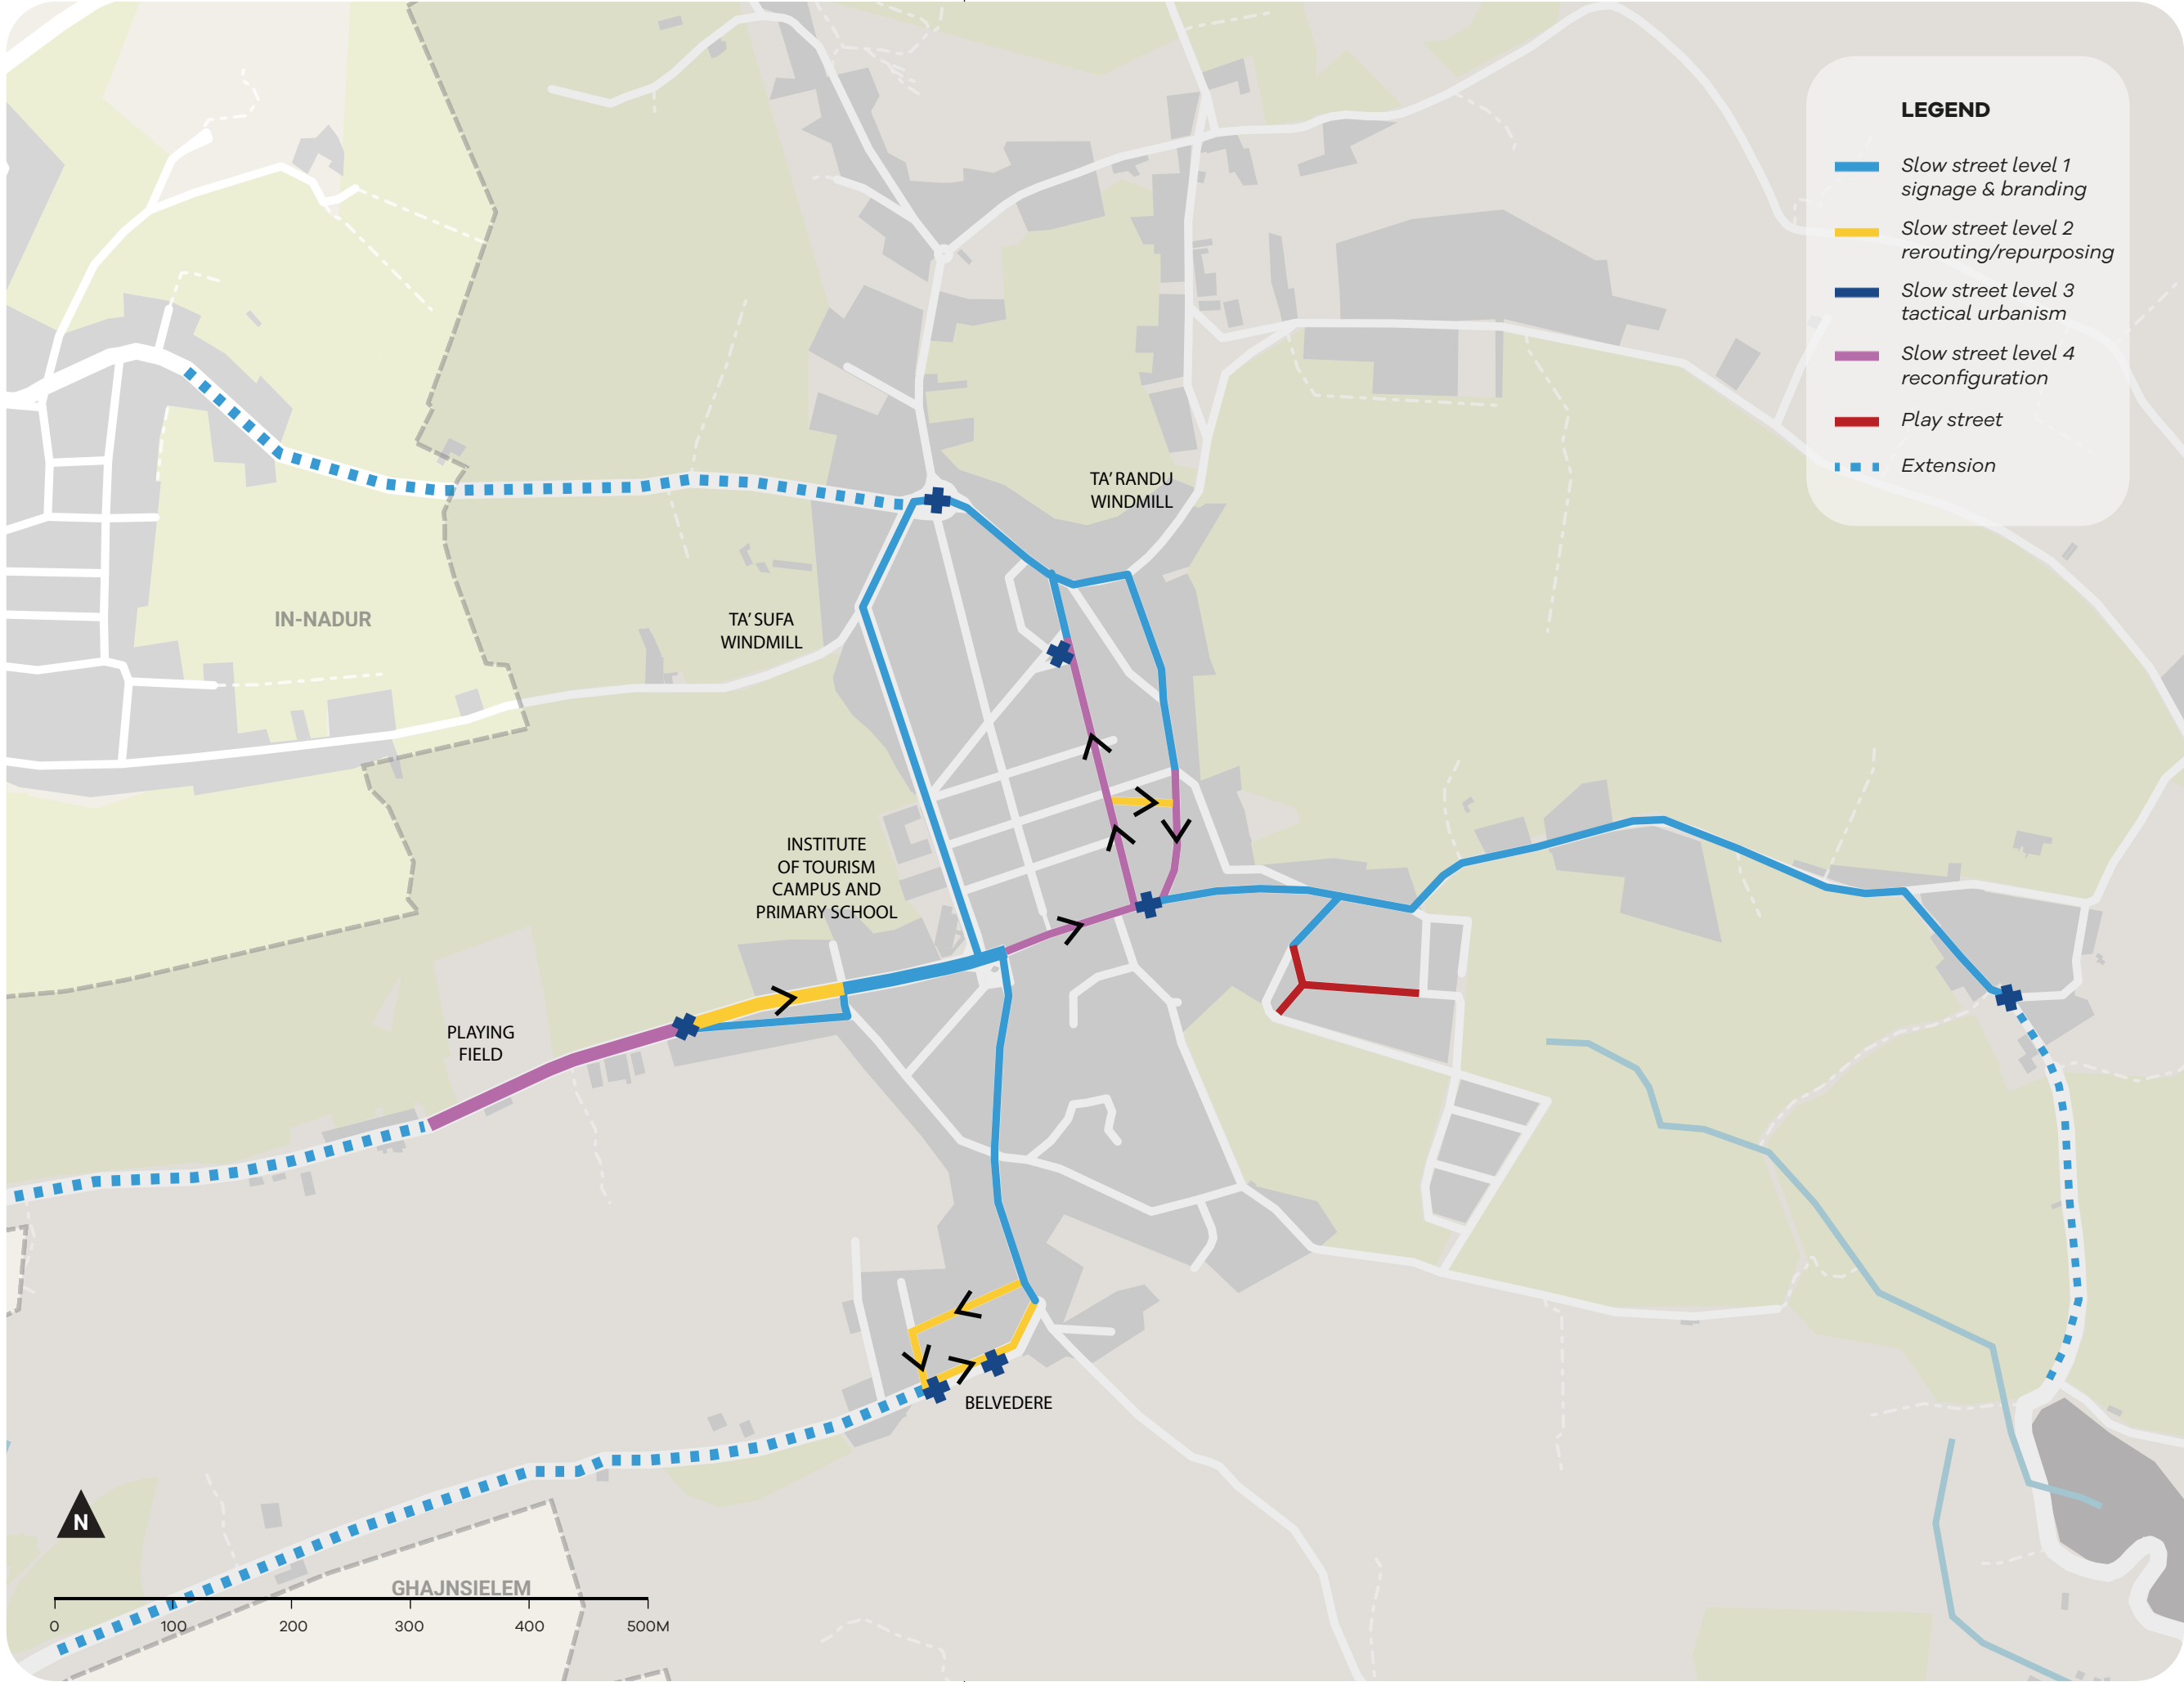 LEGEND
Slow street level 1
signage & branding
Slow street level 2
rerouting/repurposing
Slow street level 3
tactical urbanism
Slow street level 4
reconfiguration
Play street
Extension
TA' RANDU
WINDMILL
TA' SUFA
WINDMILL
IN-NADUR
INSTITUTE
OF TOURISM
CAMPUS AND
PRIMARY SCHOOL
PLAYING
FIELD
BELVEDERE
N
GHAJNSIELEM
0 100 200 300 400 500M